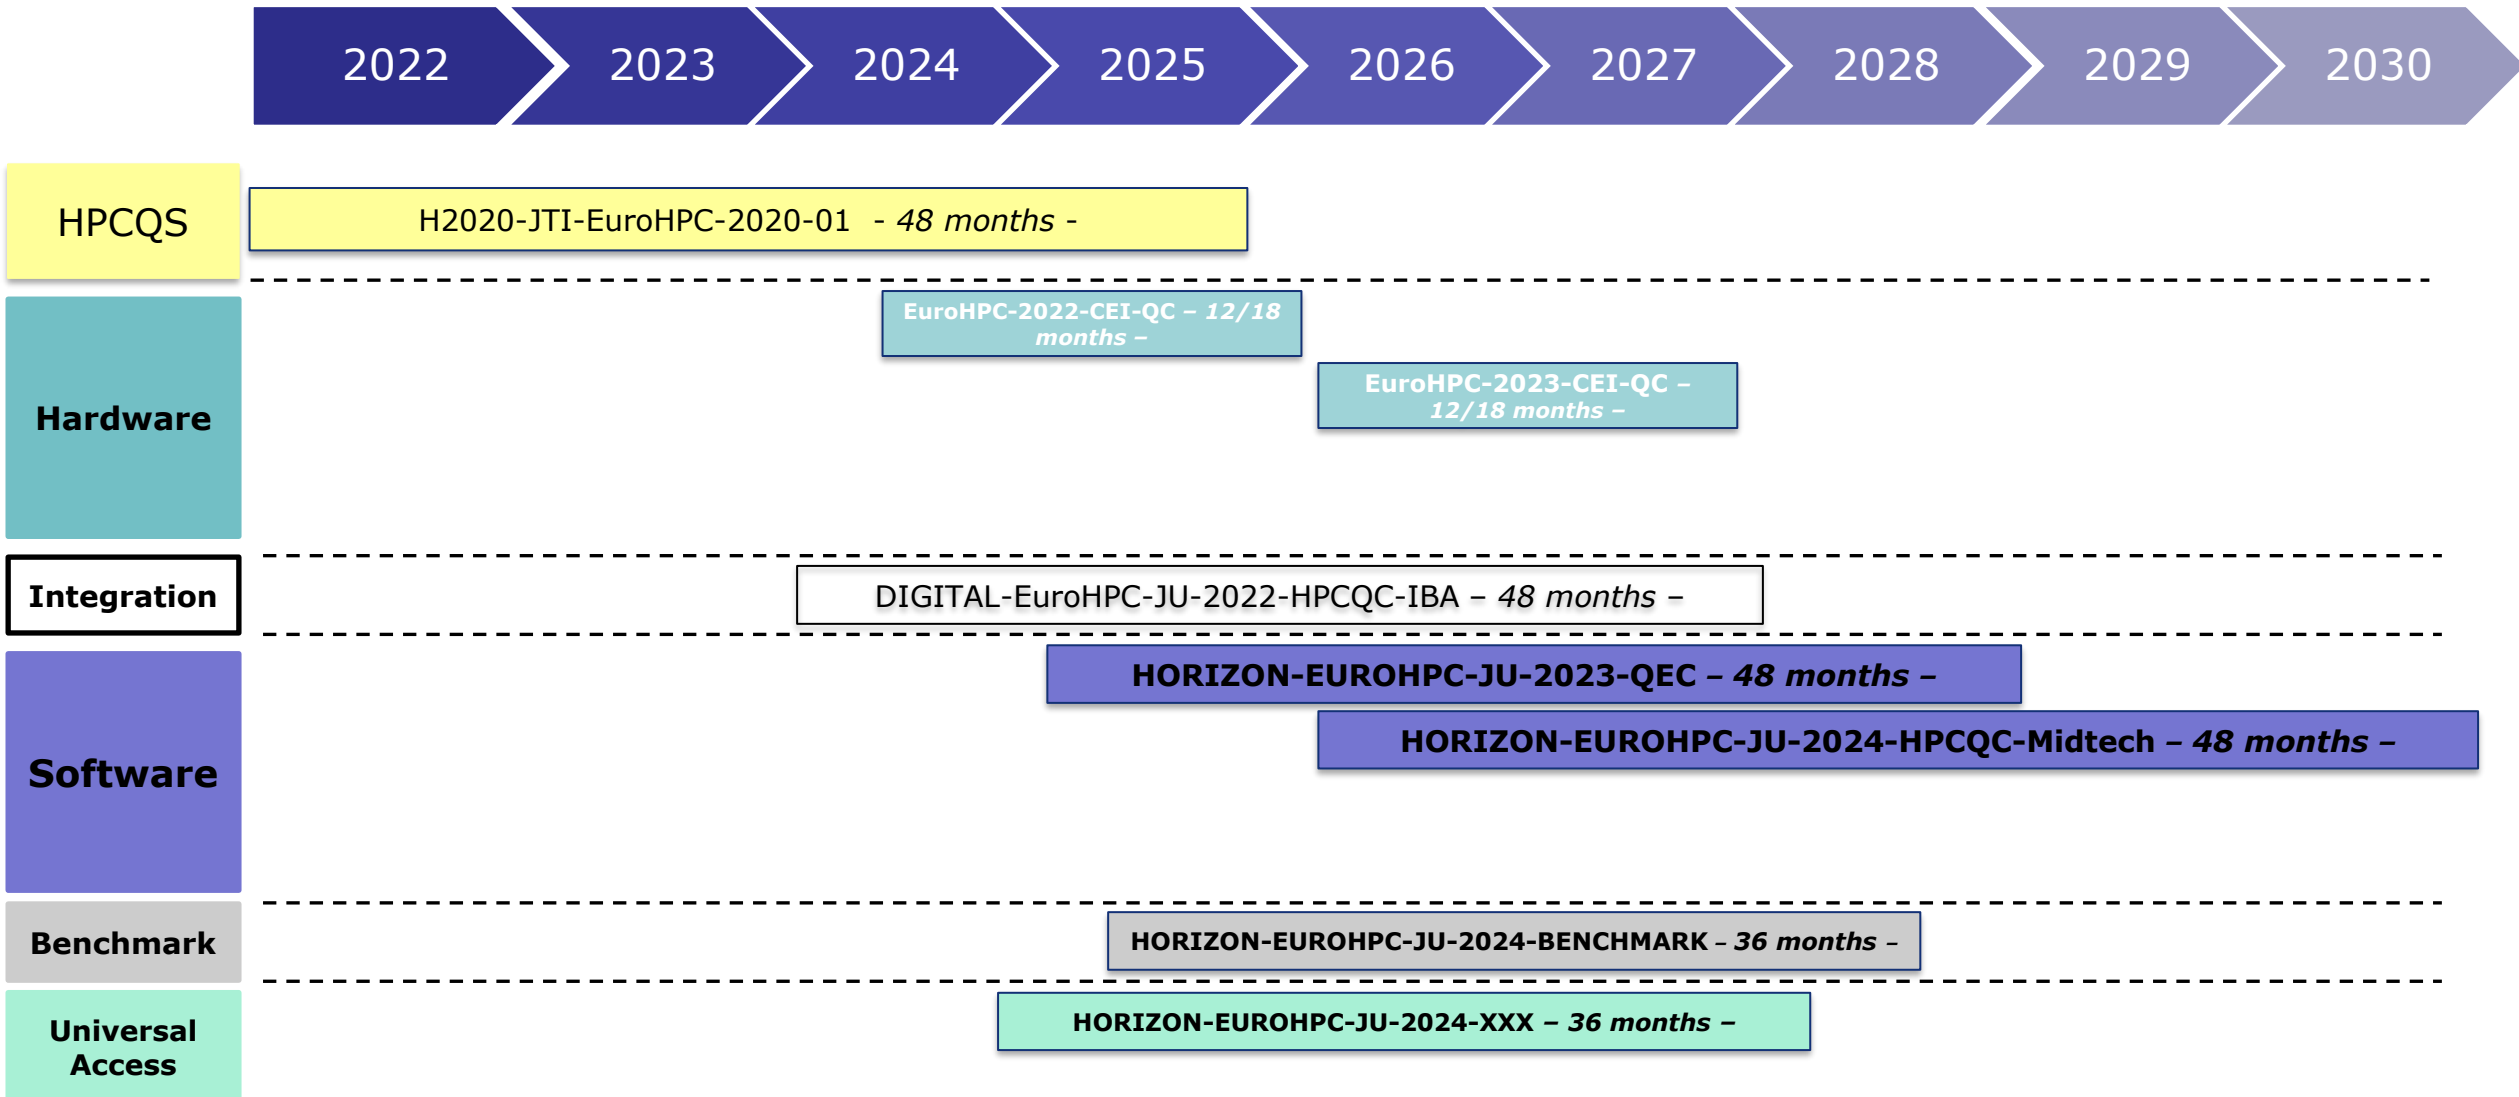 2022 2023 2024 2025 2026 2027 2028 2029 2030
HPCQS
H2020-JTI-EuroHPC-2020-01 - 48 months -
Hardware
EuroHPC-2022-CEI-QC – 12/18
months –
EuroHPC-2023-CEI-QC –
12/18 months –
Integration
DIGITAL-EuroHPC-JU-2022-HPCQC-IBA – 48 months –
Software
HORIZON-EUROHPC-JU-2023-QEC – 48 months –
HORIZON-EUROHPC-JU-2024-HPCQC-Midtech – 48 months –
Benchmark
HORIZON-EUROHPC-JU-2024-BENCHMARK – 36 months –
Universal
Access
HORIZON-EUROHPC-JU-2024-XXX – 36 months –